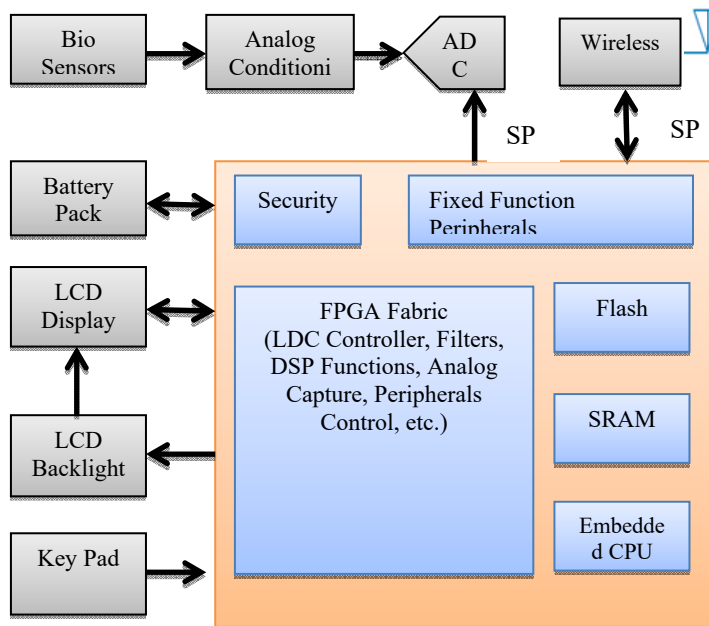 Bio
Sensors
Analog
Conditioni
AD
C
Wireless
SP
SP
Battery
Pack
Security
Fixed Function
Peripherals
LCD
Display
FPGA Fabric
(LDC Controller, Filters,
DSP Functions, Analog
Capture, Peripherals
Control, etc.)
Flash
LCD
Backlight
SRAM
Key Pad
Embedde
d CPU